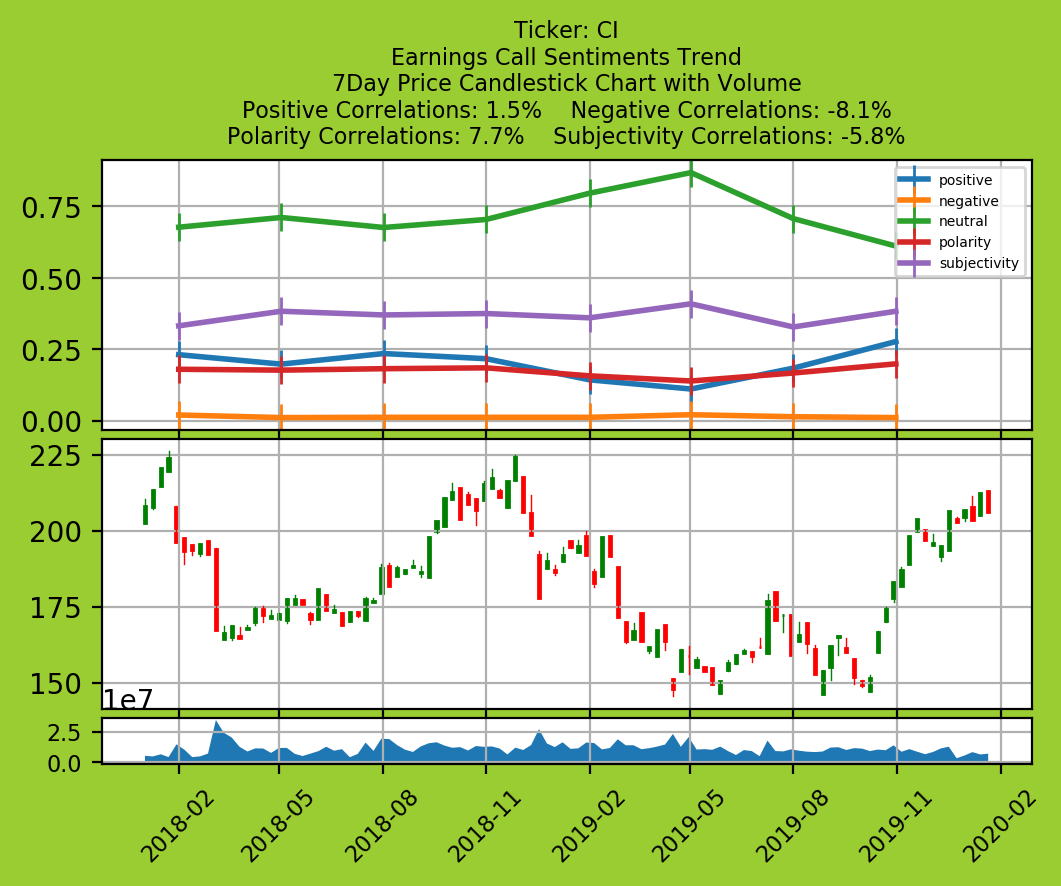 Ticker: CI
Earnings Call Sentiments Trend
7Day Price Candlestick Chart with Volume
Positive Correlations: 1.5%    Negative Correlations: -8.1%
Polarity Correlations: 7.7%    Subjectivity Correlations: -5.8%
positive
negative
neutral
polarity
subjectivity
0.75
0.50
0.25
0.00
225
200
175
150
1e7
2.5
0.0
2018-02
2018-05
2018-08
2018-11
2019-02
2019-05
2019-08
2019-11
2020-02